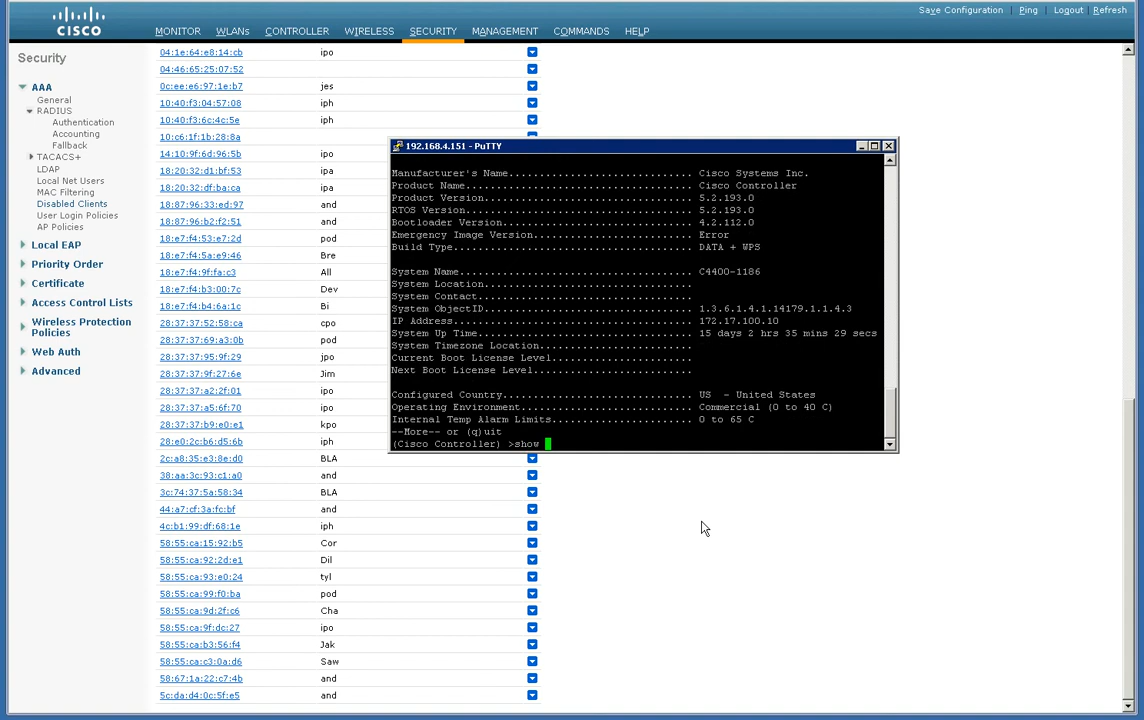 Save Configuration | Ping | Logout | Refresh
CISCO
MONITOR WLANs CONTROLLER WIRELESS SECURITY MANAGEMENT COMMANDS HELP
Security
AAA
General
RADIUS
Authentication
Accounting
Fallback
TACACS+
LDAP
Local Net Users
MAC Filtering
Disabled Clients
User Login Policies
AP Policies
Local EAP
Priority Order
Certificate
Access Control Lists
Wireless Protection
Policies
Web Auth
Advanced
04:1e:64:e8:14:cb ipo
04:46:65:25:07:52
0c:ee:e6:97:1e:b7 jes
10:40:f3:04:57:08 iph
10:40:f3:6c:4c:5e iph
10:c6:1f:1b:28:8a
14:10:9f:6d:96:5b ipo
18:20:32:d1:bf:53 ipa
18:20:32:df:ba:ca ipa
18:87:96:33:ed:97 and
18:87:96:b2:f2:51 and
18:e7:f4:53:e7:2d pod
18:e7:f4:5a:e9:46 Bre
18:e7:f4:9f:fa:c3 All
18:e7:f4:b3:00:7c Dev
18:e7:f4:b4:6a:1c Bi
28:37:37:52:58:ca cpo
28:37:37:69:a3:0b pod
28:37:37:95:9f:29 jpo
28:37:37:9f:27:6e Jim
28:37:37:a2:2f:01 ipo
28:37:37:a5:6f:70 ipo
28:37:37:b9:e0:e1 kpo
28:e0:2c:b6:d5:6b iph
2c:a8:35:e3:8e:d0 BLA
38:aa:3c:93:c1:a0 and
3c:74:37:5a:58:34 BLA
44:a7:cf:3a:fc:bf and
4c:b1:99:df:68:1e iph
58:55:ca:15:92:b5 Cor
58:55:ca:92:2d:e1 Dil
58:55:ca:93:e0:24 tyl
58:55:ca:99:f0:ba pod
58:55:ca:9d:2f:c6 Cha
58:55:ca:9f:dc:27 ipo
58:55:ca:b3:56:f4 Jak
58:55:ca:c3:0a:d6 Saw
58:67:1a:22:c7:4b and
5c:da:d4:0c:5f:e5 and
192.168.4.151 - PuTTY
Manufacturer's Name.............................. Cisco Systems Inc.
Product Name..................................... Cisco Controller
Product Version.................................. 5.2.193.0
RTOS Version..................................... 5.2.193.0
Bootloader Version............................... 4.2.112.0
Emergency Image Version.......................... Error
Build Type....................................... DATA + WPS
System Name...................................... C4400-1186
System Location..................................
System Contact...................................
System ObjectID.................................. 1.3.6.1.4.1.14179.1.1.4.3
IP Address....................................... 172.17.100.10
System Up Time................................... 15 days 2 hrs 35 mins 29 secs
System Timezone Location.........................
Current Boot License Level.......................
Next Boot License Level..........................
Configured Country............................... US - United States
Operating Environment............................ Commercial (0 to 40 C)
Internal Temp Alarm Limits....................... 0 to 65 C
--More-- or (q)uit
(Cisco Controller) >show